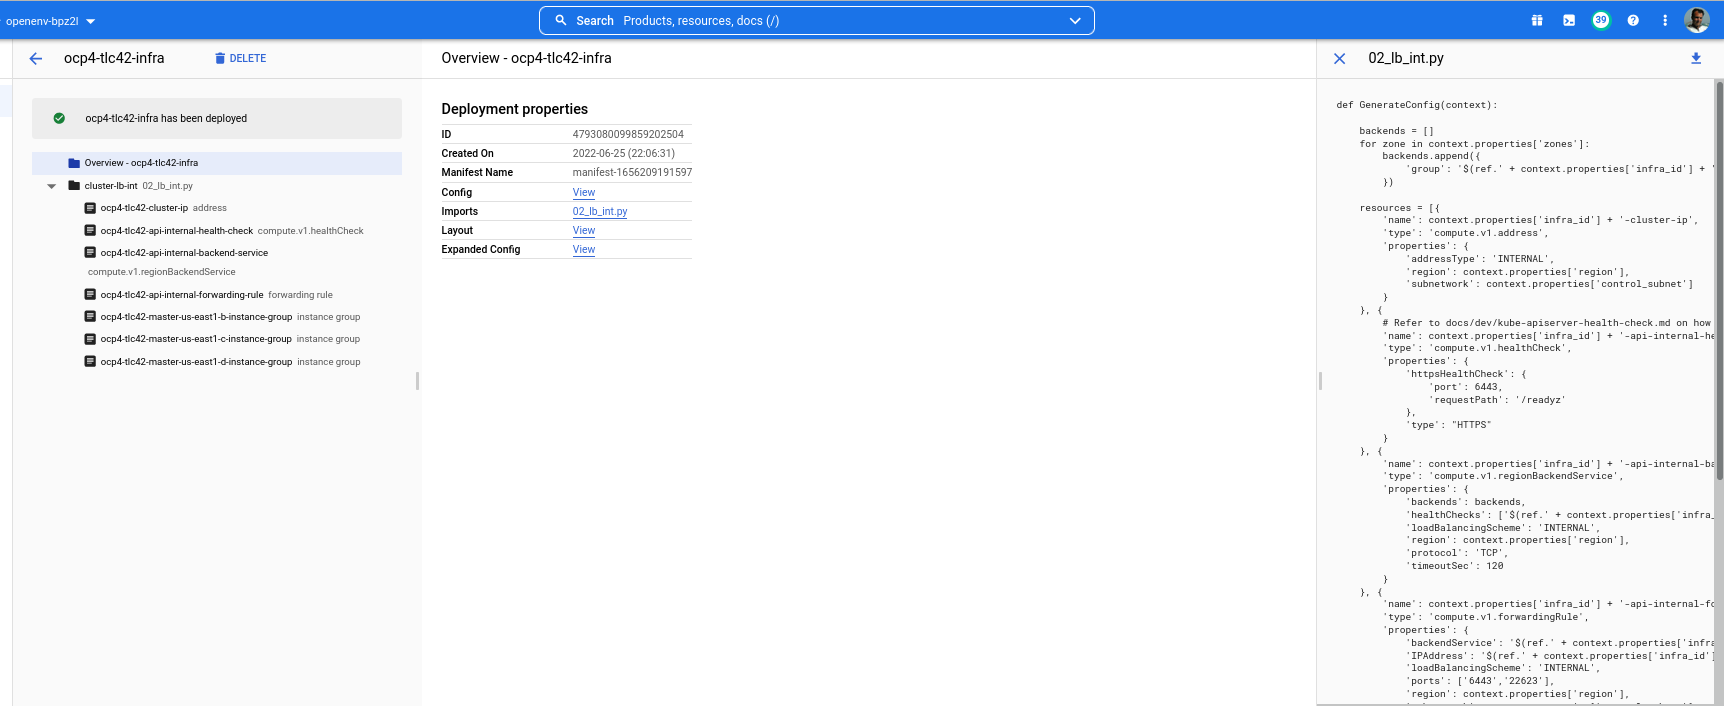 openenv-bpz2l
Search Products, resources, docs (/)
39
ocp4-tlc42-infra
DELETE
ocp4-tlc42-infra has been deployed
Overview - ocp4-tlc42-infra
cluster-lb-int 02_lb_int.py
ocp4-tlc42-cluster-ip address
ocp4-tlc42-api-internal-health-check compute.v1.healthCheck
ocp4-tlc42-api-internal-backend-service
compute.v1.regionBackendService
ocp4-tlc42-api-internal-forwarding-rule forwarding rule
ocp4-tlc42-master-us-east1-b-instance-group instance group
ocp4-tlc42-master-us-east1-c-instance-group instance group
ocp4-tlc42-master-us-east1-d-instance-group instance group
Overview - ocp4-tlc42-infra
Deployment properties
ID 4793080099859202504
Created On 2022-06-25 (22:06:31)
Manifest Name manifest-1656209191597
Config View
Imports 02_lb_int.py
Layout View
Expanded Config View
02_lb_int.py
def GenerateConfig(context):
backends = []
for zone in context.properties['zones']:
backends.append({
'group': '$(ref.' + context.properties['infra_id'] + '
})
resources = [{
'name': context.properties['infra_id'] + '-cluster-ip',
'type': 'compute.v1.address',
'properties': {
'addressType': 'INTERNAL',
'region': context.properties['region'],
'subnetwork': context.properties['control_subnet']
}
}, {
# Refer to docs/dev/kube-apiserver-health-check.md on how
'name': context.properties['infra_id'] + '-api-internal-he
'type': 'compute.v1.healthCheck',
'properties': {
'httpsHealthCheck': {
'port': 6443,
'requestPath': '/readyz'
},
'type': "HTTPS"
}
}, {
'name': context.properties['infra_id'] + '-api-internal-ba
'type': 'compute.v1.regionBackendService',
'properties': {
'backends': backends,
'healthChecks': ['$(ref.' + context.properties['infra_
'loadBalancingScheme': 'INTERNAL',
'region': context.properties['region'],
'protocol': 'TCP',
'timeoutSec': 120
}
}, {
'name': context.properties['infra_id'] + '-api-internal-fo
'type': 'compute.v1.forwardingRule',
'properties': {
'backendService': '$(ref.' + context.properties['infra
'IPAddress': '$(ref.' + context.properties['infra_id']
'loadBalancingScheme': 'INTERNAL',
'ports': ['6443','22623'],
'region': context.properties['region'],